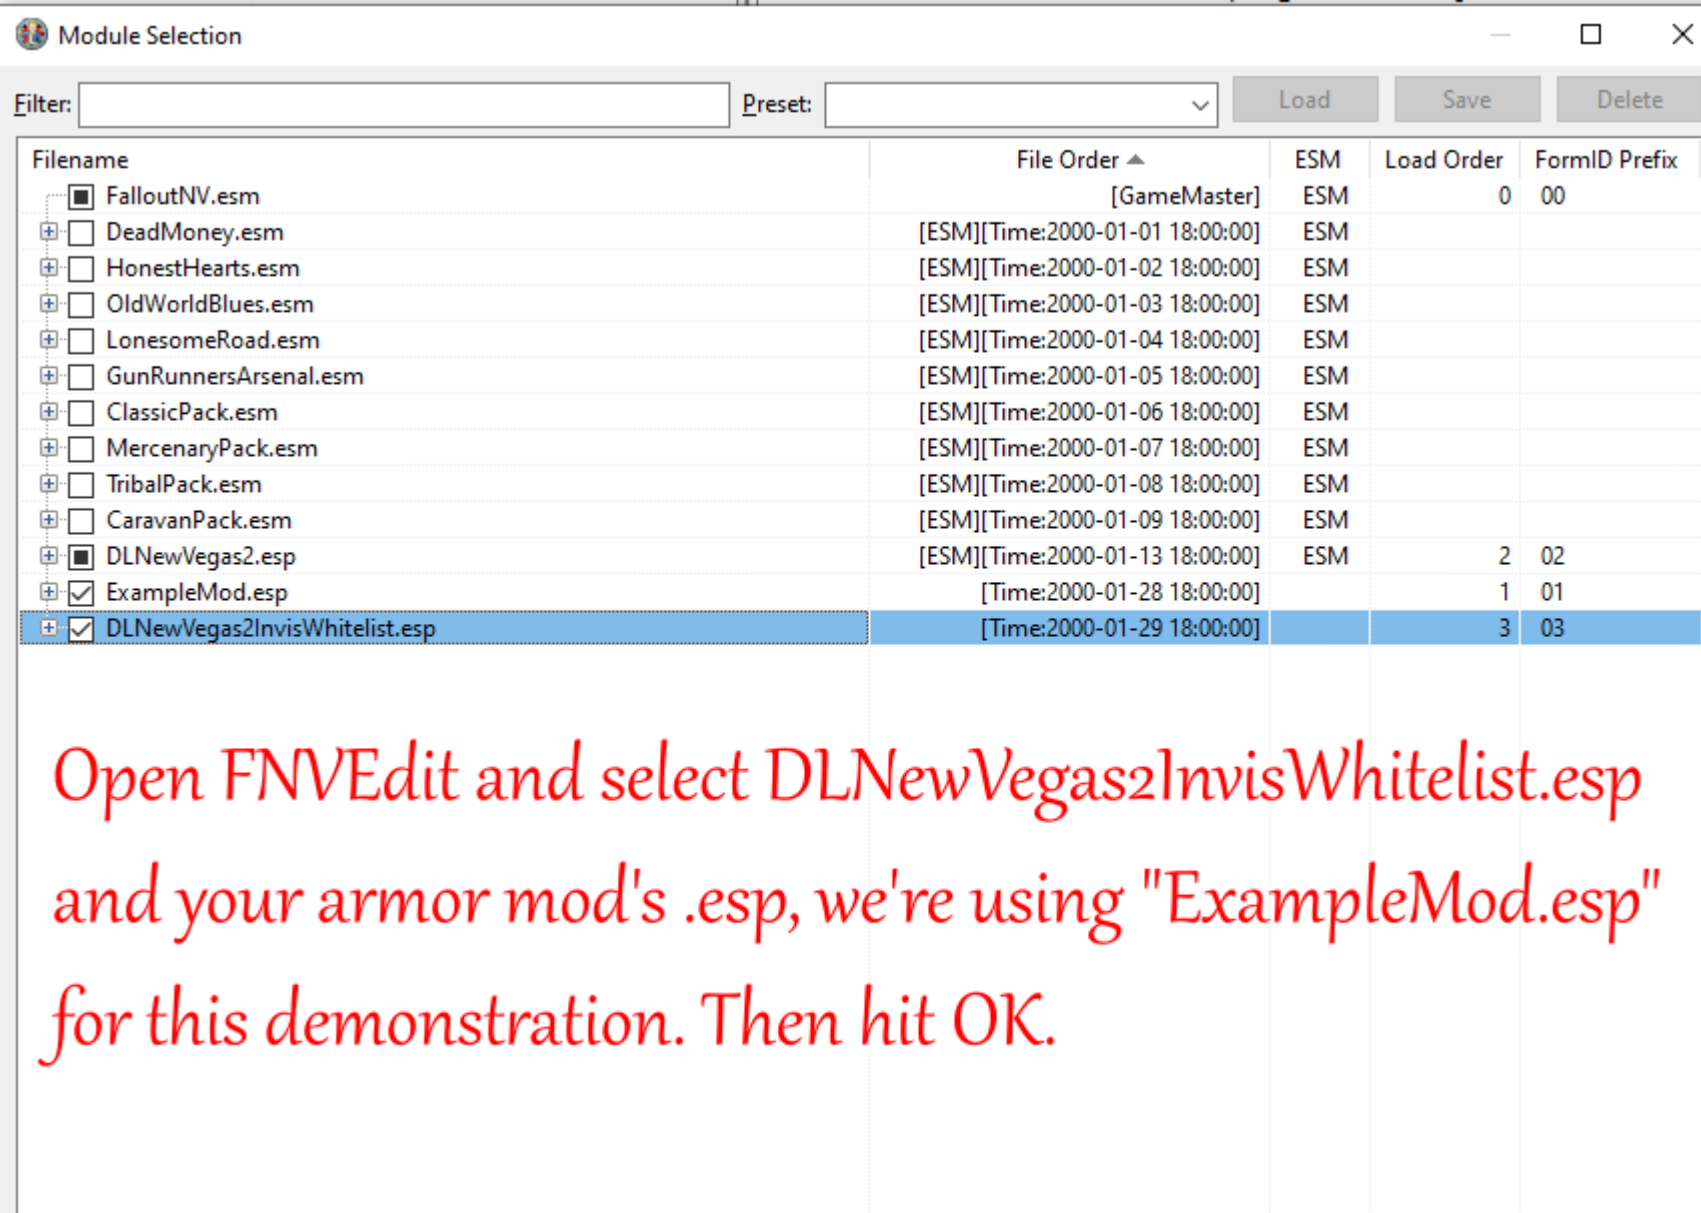 Module Selection
Filter: Preset: Load Save Delete
Filename File Order ESM Load Order FormID Prefix
FalloutNV.esm [GameMaster] ESM 0 00
DeadMoney.esm [ESM][Time:2000-01-01 18:00:00] ESM
HonestHearts.esm [ESM][Time:2000-01-02 18:00:00] ESM
OldWorldBlues.esm [ESM][Time:2000-01-03 18:00:00] ESM
LonesomeRoad.esm [ESM][Time:2000-01-04 18:00:00] ESM
GunRunnersArsenal.esm [ESM][Time:2000-01-05 18:00:00] ESM
ClassicPack.esm [ESM][Time:2000-01-06 18:00:00] ESM
MercenaryPack.esm [ESM][Time:2000-01-07 18:00:00] ESM
TribalPack.esm [ESM][Time:2000-01-08 18:00:00] ESM
CaravanPack.esm [ESM][Time:2000-01-09 18:00:00] ESM
DLNewVegas2.esp [ESM][Time:2000-01-13 18:00:00] ESM 2 02
ExampleMod.esp [Time:2000-01-28 18:00:00] 1 01
DLNewVegas2InvisWhitelist.esp [Time:2000-01-29 18:00:00] 3 03
Open FNVEdit and select DLNewVegas2InvisWhitelist.esp
and your armor mod's .esp, we're using "ExampleMod.esp"
for this demonstration. Then hit OK.